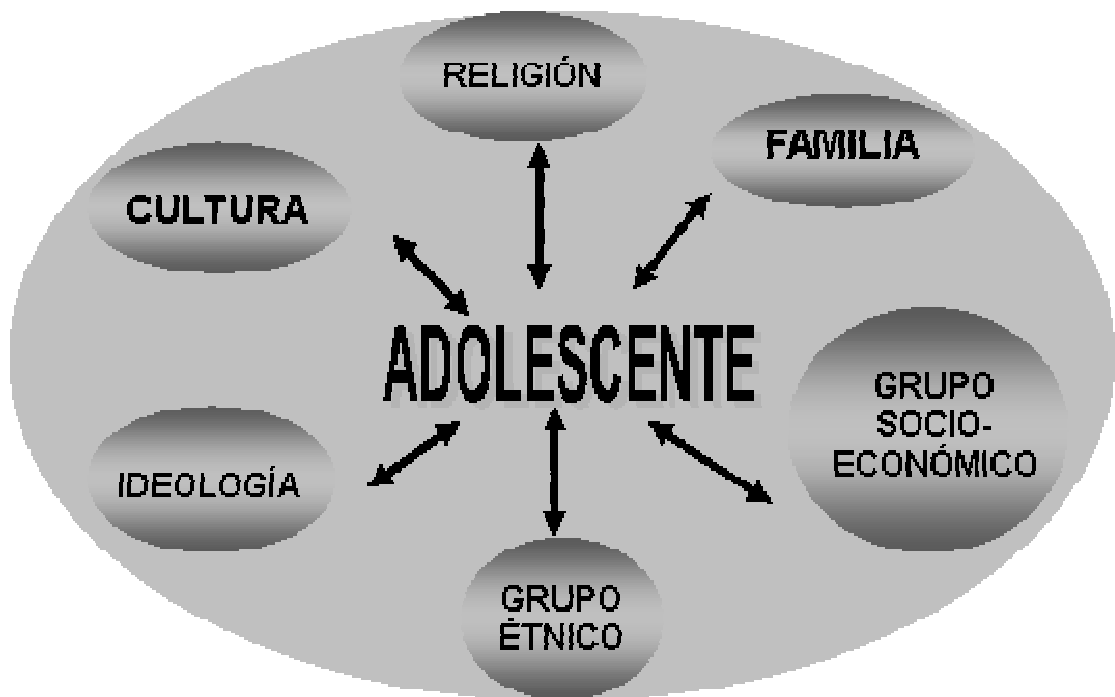 RELIGIÓN
FAMILIA
CULTURA
ADOLESCENTE
GRUPO
SOCIO-
ECONÓMICO
IDEOLOGÍA
GRUPO
ÉTNICO